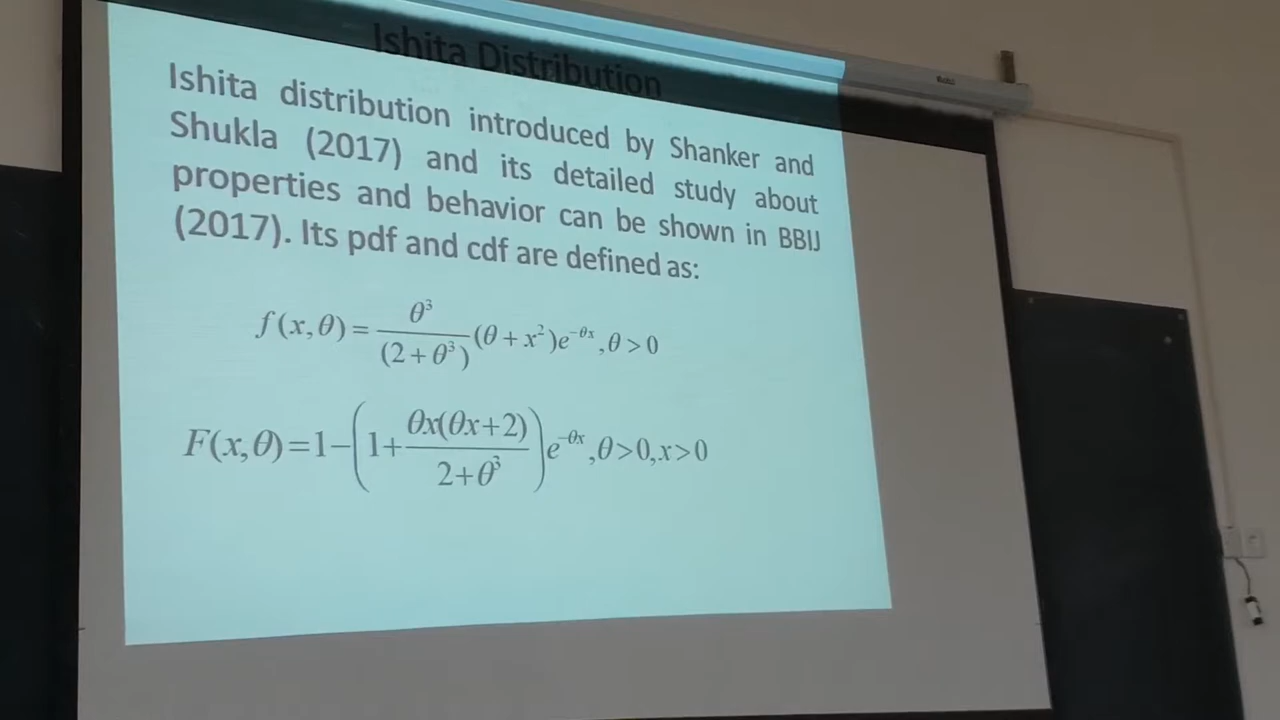 Ishita Distribution
Ishita distribution introduced by Shanker and
Shukla (2017) and its detailed study about
properties and behavior can be shown in BBIJ
(2017). Its pdf and cdf are defined as:
f(x,θ)=θ³/(2+θ³)(θ+x²)e^{-θx},θ>0
F(x,θ)=1-(1+θx(θx+2)/2+θ³)e^{-θx},θ>0,x>0